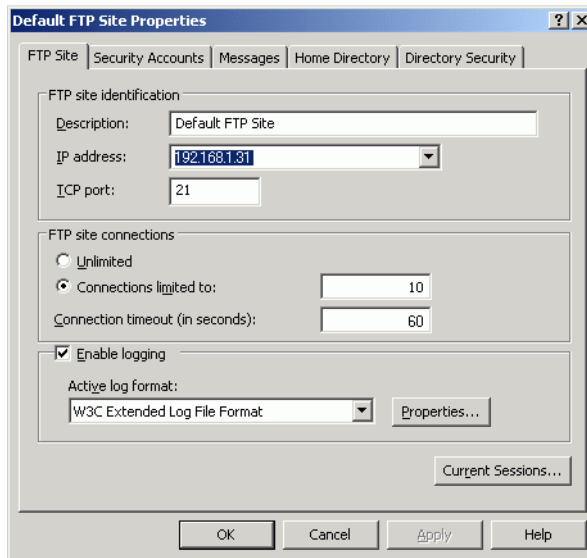 Default FTP Site Properties
FTP Site Security Accounts Messages Home Directory Directory Security
FTP site identification
Description: Default FTP Site
IP address: 192.168.1.31
TCP port: 21
FTP site connections
Unlimited
Connections limited to: 10
Connection timeout (in seconds): 60
Enable logging
Active log format:
W3C Extended Log File Format Properties...
Current Sessions...
OK Cancel Apply Help